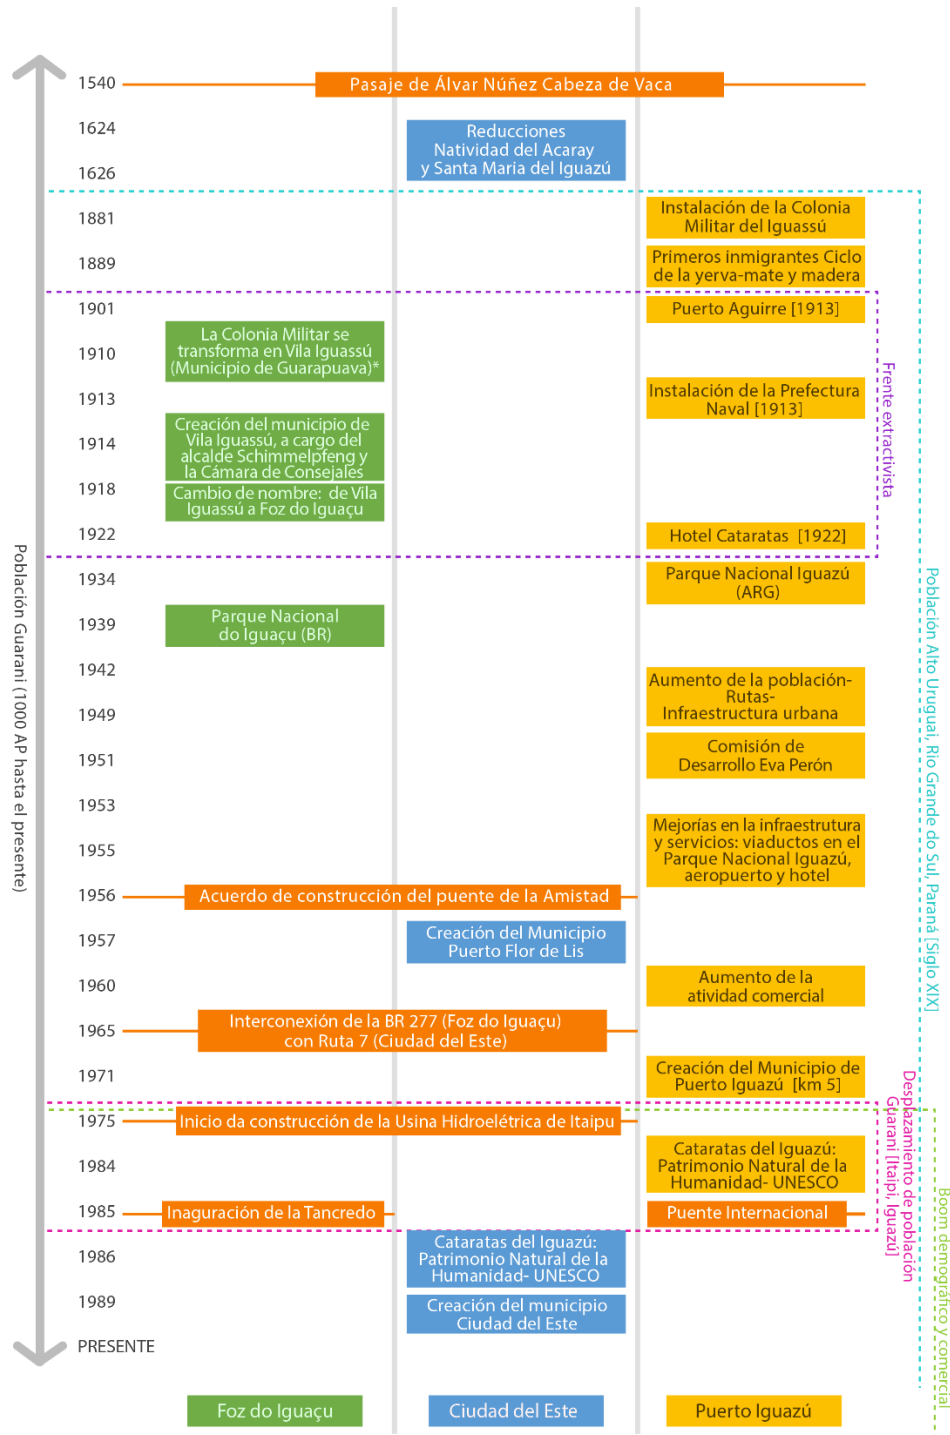 1540
Pasaje de Álvar Núñez Cabeza de Vaca
1624
Reducciones
Natividad del Acaray
y Santa Maria del Iguazú
1626
1881
Instalación de la Colonia
Militar del Iguassú
1889
Primeros inmigrantes Ciclo
de la yerva-mate y madera
1901
Puerto Aguirre [1913]
1910
La Colonia Militar se
transforma en Vila Iguassú
(Municipio de Guarapuava)*
1913
Instalación de la Prefectura
Naval [1913]
1914
Creación del municipio de
Vila Iguassú, a cargo del
alcalde Schimmelpfeng y
la Cámara de Consejales
1918
Cambio de nombre: de Vila
Iguassú a Foz do Iguaçu
1922
Hotel Cataratas [1922]
1934
Parque Nacional Iguazú
(ARG)
1939
Parque Nacional
do Iguaçu (BR)
1942
Aumento de la población-
Rutas-
Infraestructura urbana
1949
1951
Comisión de
Desarrollo Eva Perón
1953
1955
Mejorías en la infraestrutura
y servicios: viaductos en el
Parque Nacional Iguazú,
aeropuerto y hotel
1956
Acuerdo de construcción del puente de la Amistad
1957
Creación del Municipio
Puerto Flor de Lis
1960
Aumento de la
atividad comercial
1965
Interconexión de la BR 277 (Foz do Iguaçu)
con Ruta 7 (Ciudad del Este)
1971
Creación del Municipio de
Puerto Iguazú [km 5]
1975
Inicio da construcción de la Usina Hidroelétrica de Itaipu
1984
Cataratas del Iguazú:
Patrimonio Natural de la
Humanidad- UNESCO
1985
Inaguración de la Tancredo
Puente Internacional
1986
Cataratas del Iguazú:
Patrimonio Natural de la
Humanidad- UNESCO
1989
Creación del municipio
Ciudad del Este
PRESENTE
Foz do Iguaçu
Ciudad del Este
Puerto Iguazú
Población Guarani (1000 AP hasta el presente)
Frente extractivista
Población Alto Uruguai, Rio Grande do Sul, Paraná [Siglo XIX]
Desplazamiento de población
Guarani [Itaipi, Iguazú]
Boom demográfico y comercial